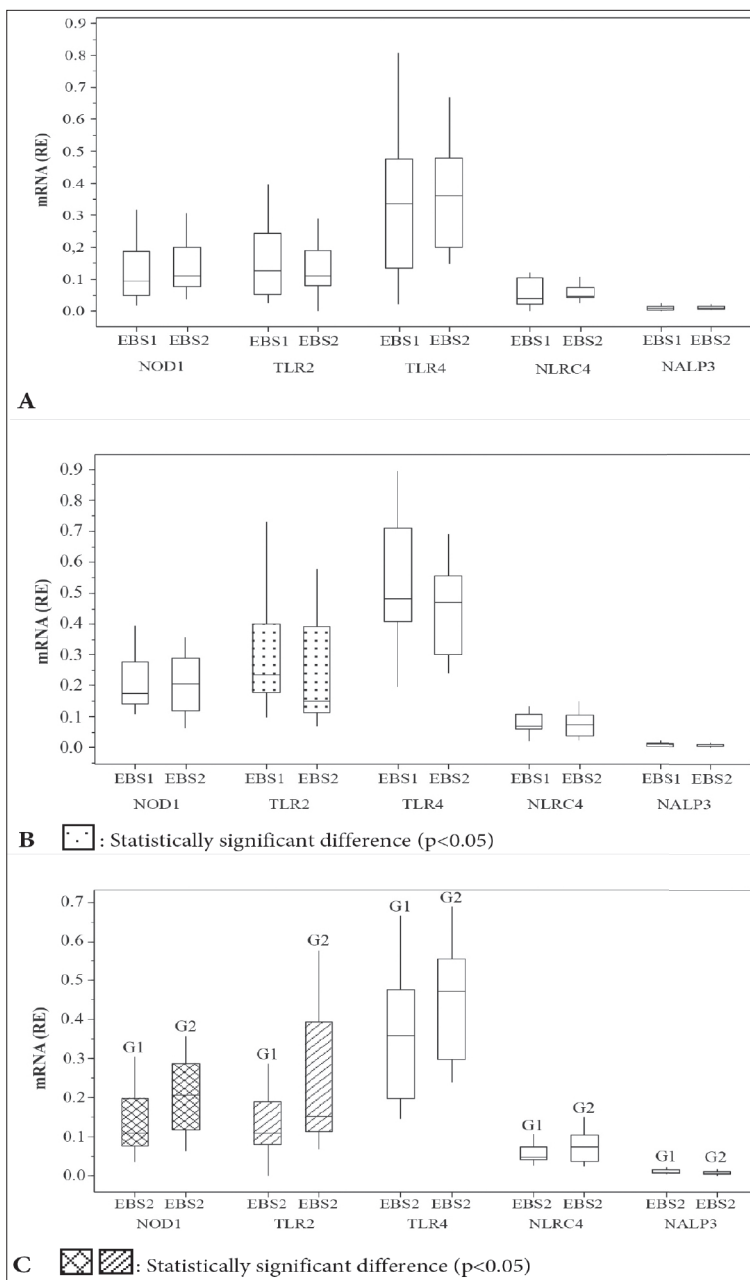 0.9
0.8
0.7
0.6
0.5
0.4
0.3
0,2
0.1
0.0
mRNA (RE)
EBS1 EBS2 EBS1 EBS2 EBS1 EBS2 EBS1 EBS2 EBS1 EBS2
NOD1 TLR2 TLR4 NLRC4 NALP3
A
0.9
0.8
0.7
0.6
0.5
0.4
0.3
0.2
0.1
0.0
mRNA (RE)
EBS1 EBS2 EBS1 EBS2 EBS1 EBS2 EBS1 EBS2 EBS1 EBS2
NOD1 TLR2 TLR4 NLRC4 NALP3
B : Statistically significant difference (p<0.05)
0.7
0.6
0.5
0.4
0.3
0.2
0.1
0.0
mRNA (RE)
G1 G2 G1 G2 G1 G2 G1 G2 G1 G2
EBS2 EBS2 EBS2 EBS2 EBS2 EBS2 EBS2 EBS2 EBS2 EBS2
NOD1 TLR2 TLR4 NLRC4 NALP3
C : Statistically significant difference (p<0.05)